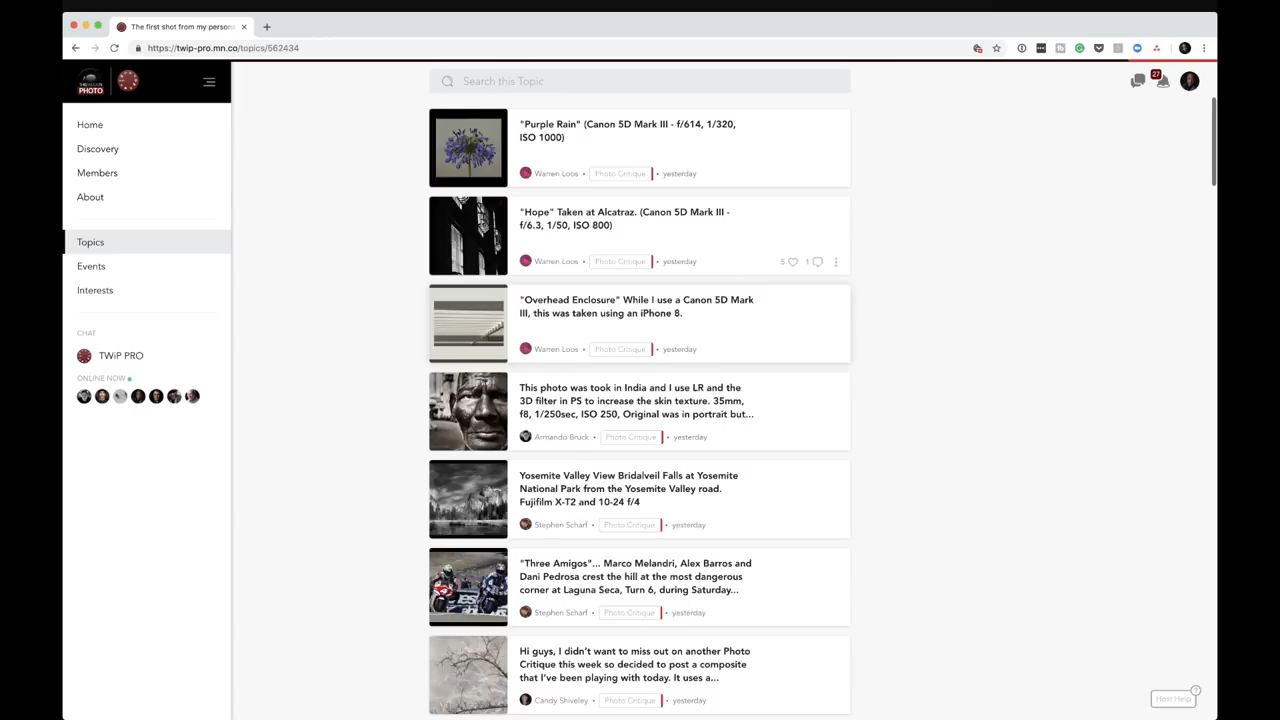 The first shot from my person
https://twip-pro.mn.co/topics/562434
PHOTO
Search this Topic
27
Home
Discovery
Members
About
Topics
Events
Interests
CHAT
TWiP PRO
ONLINE NOW
"Purple Rain" (Canon 5D Mark III - f/614, 1/320,
ISO 1000)
Warren Loos • Photo Critique • yesterday
"Hope" Taken at Alcatraz. (Canon 5D Mark III -
f/6.3, 1/50, ISO 800)
Warren Loos • Photo Critique • yesterday
5 1
"Overhead Enclosure" While I use a Canon 5D Mark
III, this was taken using an iPhone 8.
Warren Loos • Photo Critique • yesterday
This photo was took in India and I use LR and the
3D filter in PS to increase the skin texture. 35mm,
f8, 1/250sec, ISO 250, Original was in portrait but...
Armando Bruck • Photo Critique • yesterday
Yosemite Valley View Bridalveil Falls at Yosemite
National Park from the Yosemite Valley road.
Fujifilm X-T2 and 10-24 f/4
Stephen Scharf • Photo Critique • yesterday
"Three Amigos"... Marco Melandri, Alex Barros and
Dani Pedrosa crest the hill at the most dangerous
corner at Laguna Seca, Turn 6, during Saturday...
Stephen Scharf • Photo Critique • yesterday
Hi guys, I didn't want to miss out on another Photo
Critique this week so decided to post a composite
that I've been playing with today. It uses a...
Candy Shiveley • Photo Critique • yesterday
Host Help
?